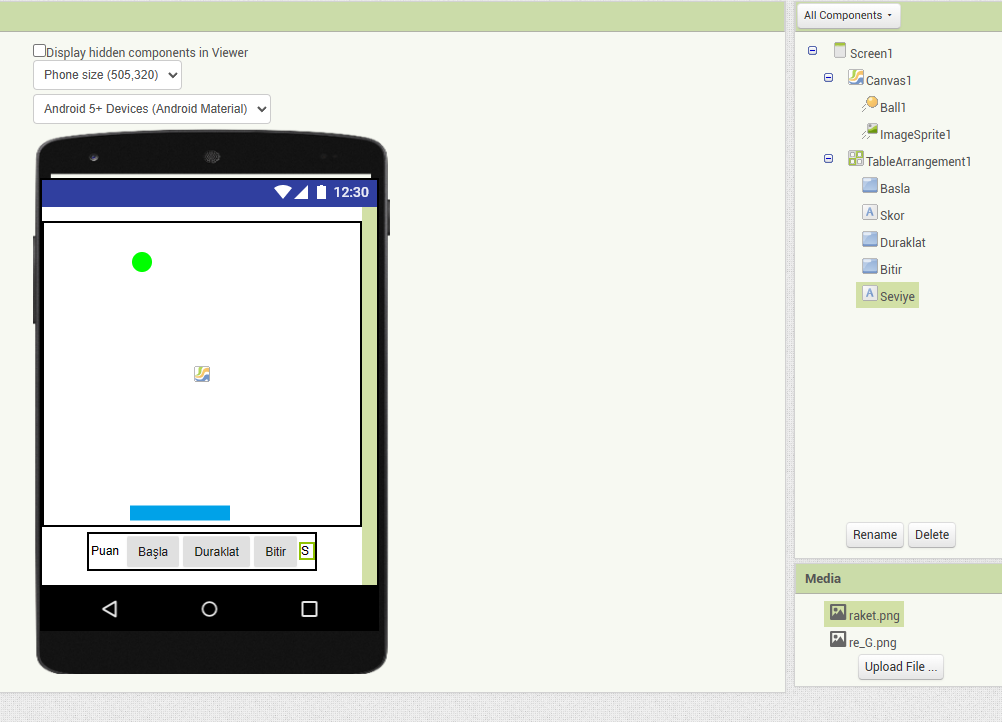 Display hidden components in Viewer
Phone size (505,320)
Android 5+ Devices (Android Material)
12:30
Puan
Başla
Duraklat
Bitir
S
All Components
Screen1
Canvas1
Ball1
ImageSprite1
TableArrangement1
Basla
A Skor
Duraklat
Bitir
A Seviye
Rename
Delete
Media
raket.png
re_G.png
Upload File ...